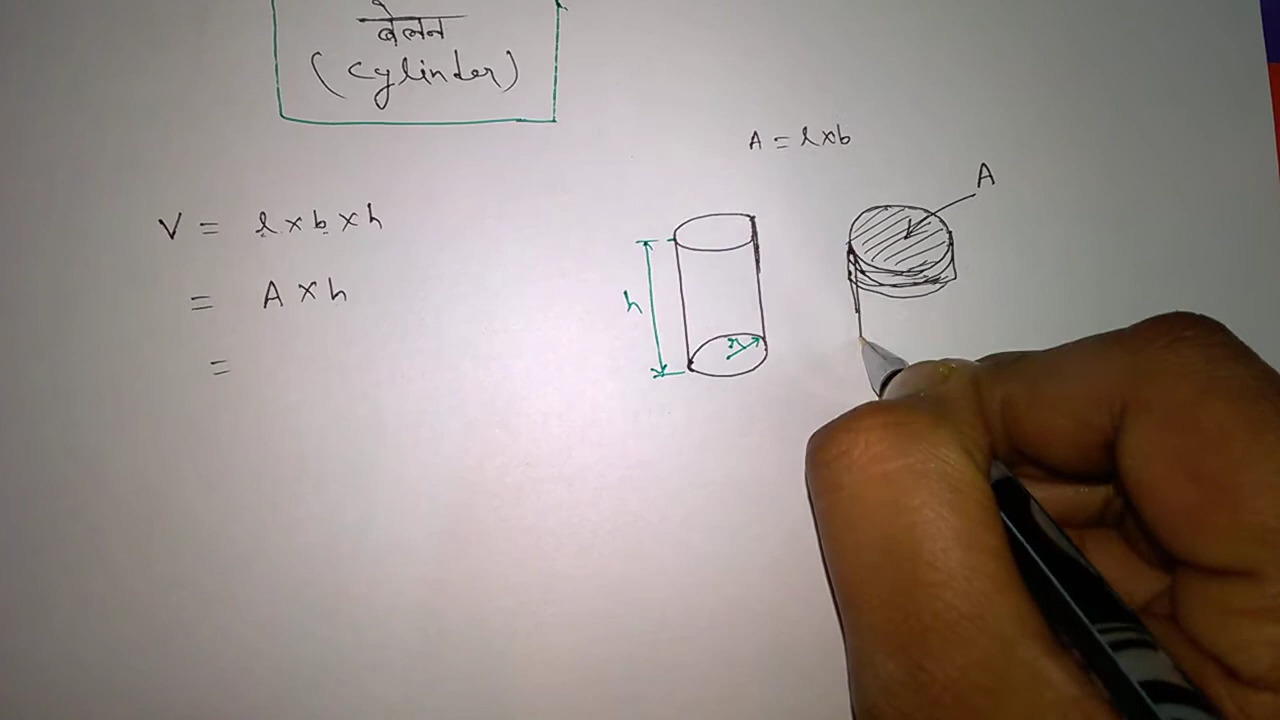 बेलन
(cylinder)
A = l×b
V = l×b×h
= A×h
=
A
h
r